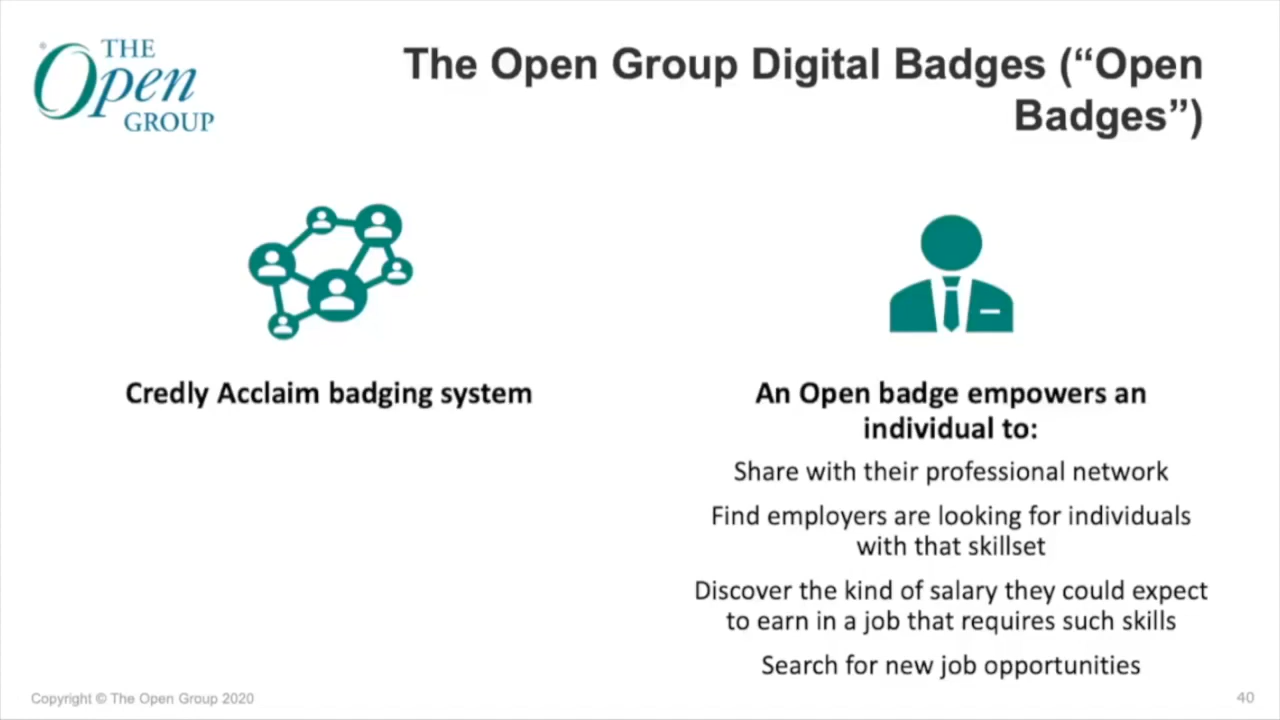 THE
Open
GROUP
The Open Group Digital Badges (“Open
Badges”)
Credly Acclaim badging system
An Open badge empowers an
individual to:
Share with their professional network
Find employers are looking for individuals
with that skillset
Discover the kind of salary they could expect
to earn in a job that requires such skills
Search for new job opportunities
Copyright © The Open Group 2020
40